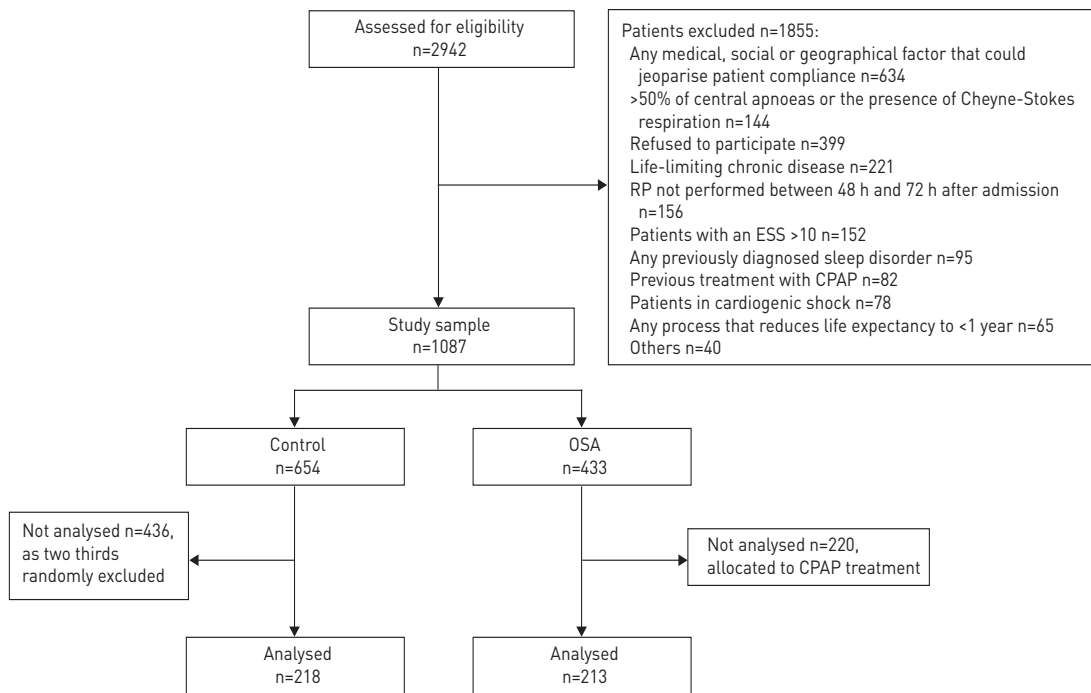 Assessed for eligibility
n=2942
Patients excluded n=1855:
Any medical, social or geographical factor that could
jeoparise patient compliance n=634
>50% of central apnoeas or the presence of Cheyne-Stokes
respiration n=144
Refused to participate n=399
Life-limiting chronic disease n=221
RP not performed between 48 h and 72 h after admission
n=156
Patients with an ESS >10 n=152
Any previously diagnosed sleep disorder n=95
Previous treatment with CPAP n=82
Patients in cardiogenic shock n=78
Any process that reduces life expectancy to <1 year n=65
Others n=40
Study sample
n=1087
Control
n=654
OSA
n=433
Not analysed n=436,
as two thirds
randomly excluded
Not analysed n=220,
allocated to CPAP treatment
Analysed
n=218
Analysed
n=213